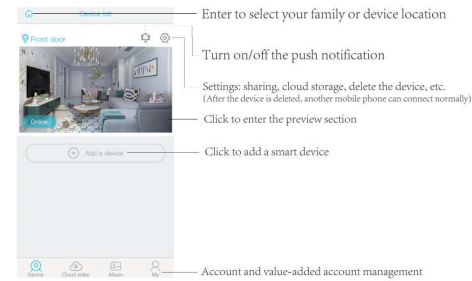 Device list
Enter to select your family or device location
Front door
Turn on/off the push notification
Settings: sharing, cloud storage, delete the device, etc.
(After the device is deleted, another mobile phone can connect normally)
Online
Click to enter the preview section
Add a device
Click to add a smart device
Device
Cloud video
Album
My
Account and value-added account management